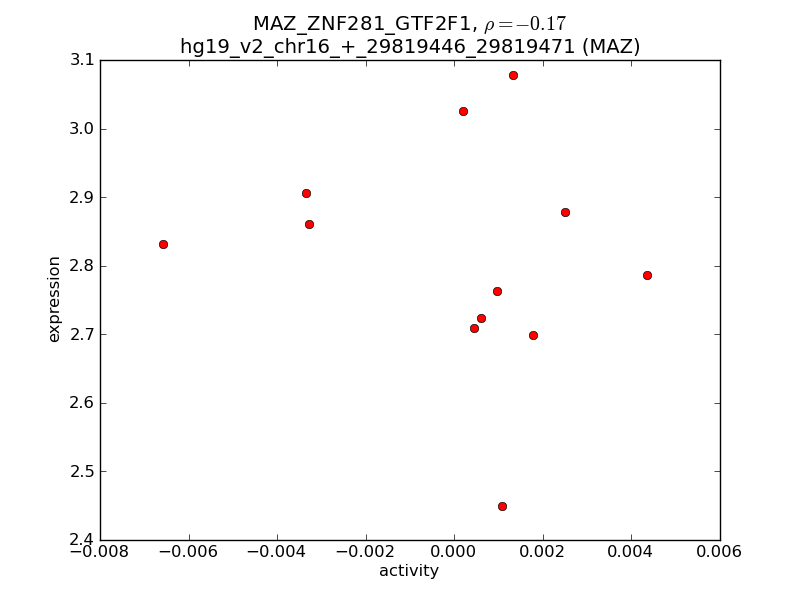 MAZ_ZNF281_GTF2F1, ρ = −0.17
hg19_v2_chr16_+_29819446_29819471 (MAZ)
3.1
3.0
2.9
2.8
2.7
2.6
2.5
2.4
expression
−0.008 −0.006 −0.004 −0.002 0.000 0.002 0.004 0.006
activity